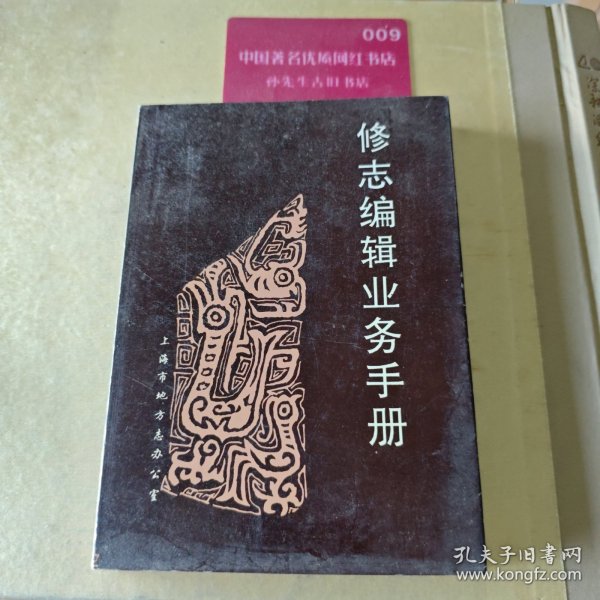 009
中国著名优质网红书店
孙先生古旧书店
修志编辑业务手册
上海市地方志办公室
孔夫子旧书网
www.kongfz.com